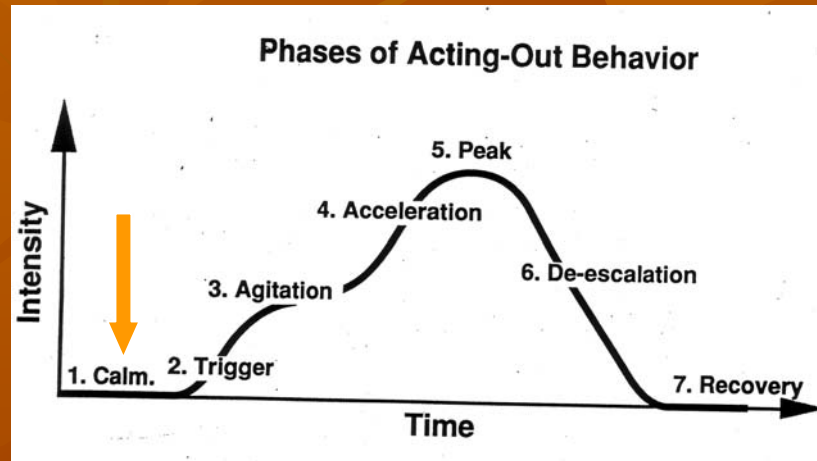 Phases of Acting-Out Behavior
5. Peak
4. Acceleration
6. De-escalation
3. Agitation
2. Trigger
1. Calm.
7. Recovery
Intensity
Time